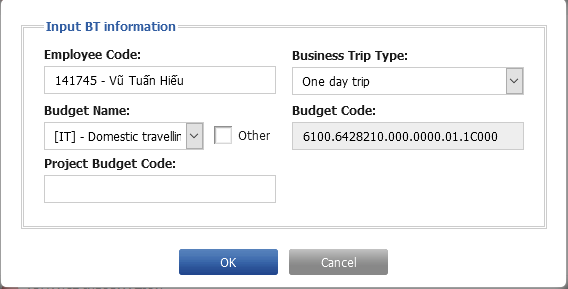 Input BT information
Employee Code:
Business Trip Type:
141745 - Vũ Tuấn Hiếu
One day trip
Budget Name:
Budget Code:
[IT] - Domestic travellin
Other
6100.6428210.000.0000.01.1C000
Project Budget Code:
OK
Cancel